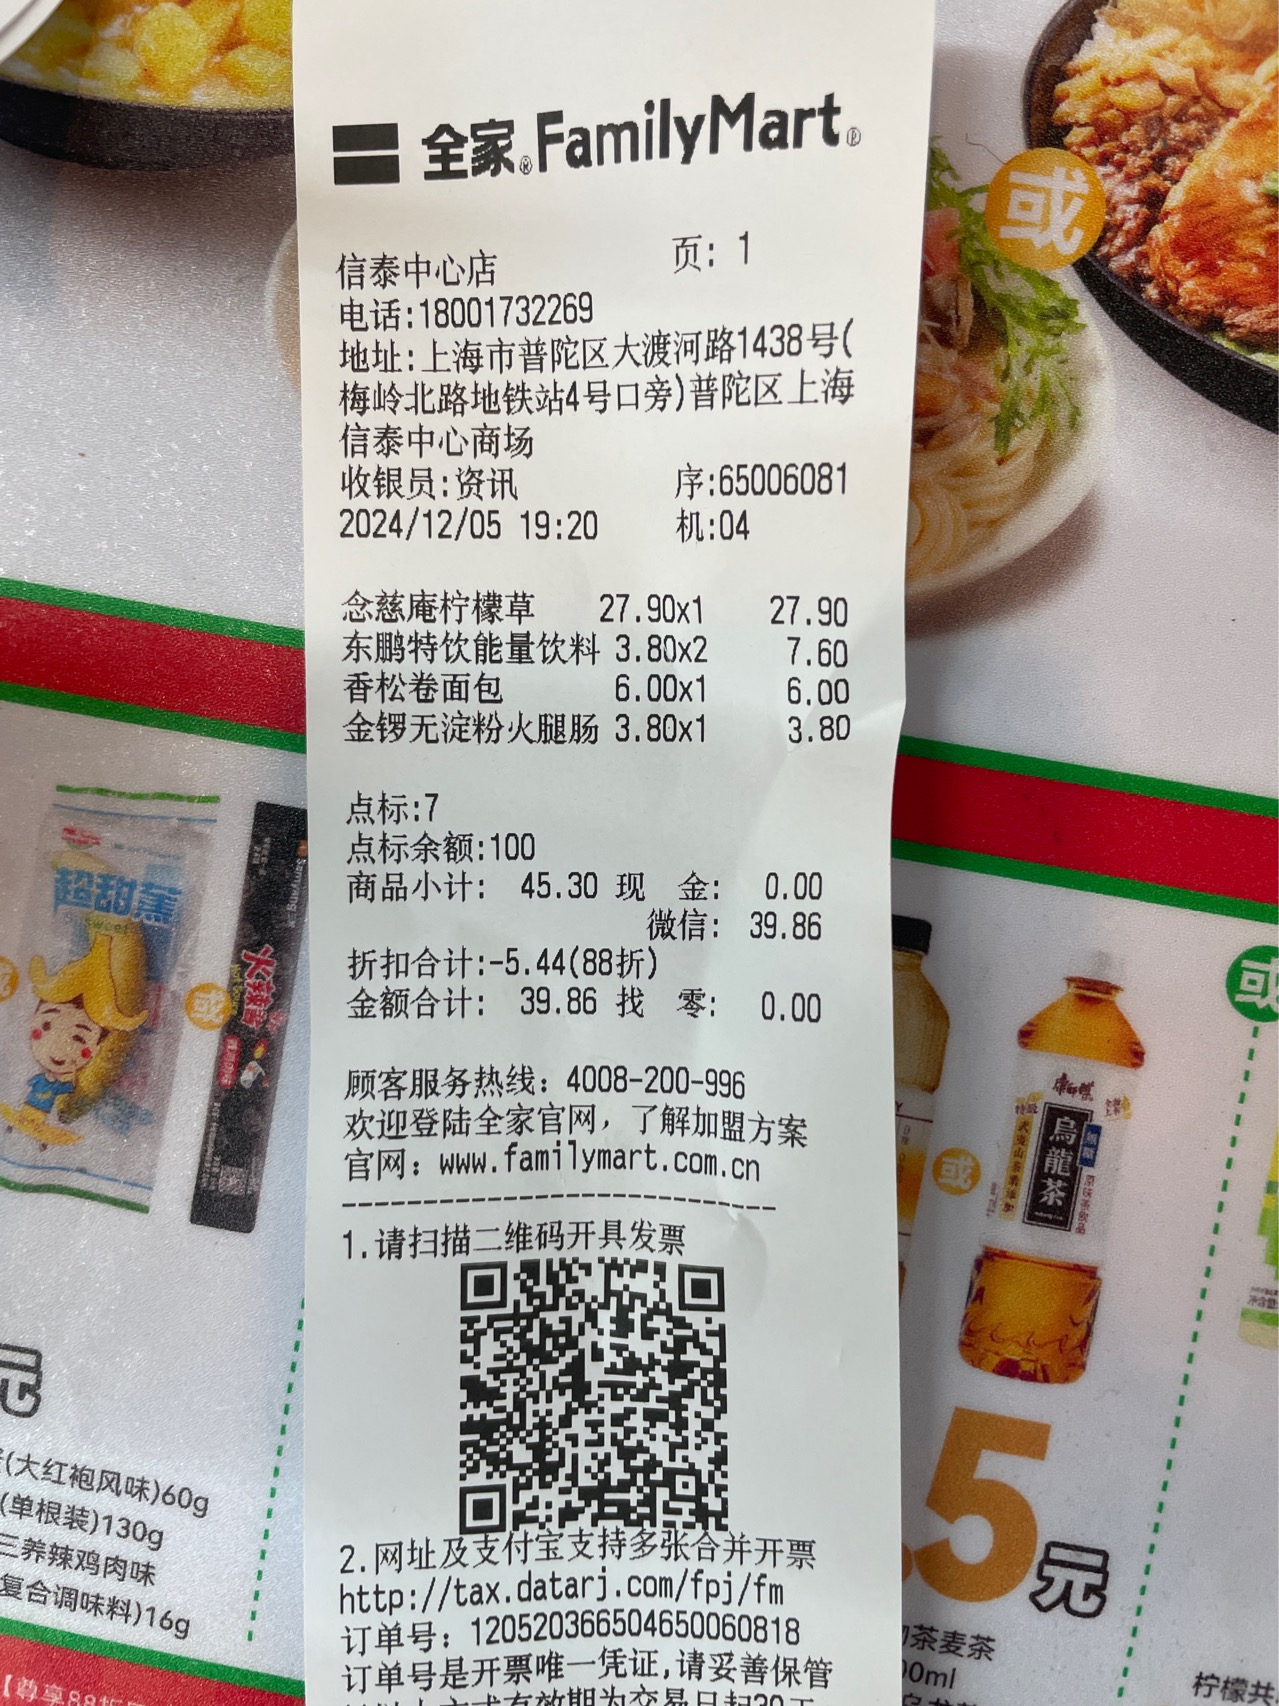 全家® FamilyMart®
页: 1
信泰中心店
电话:18001732269
地址:上海市普陀区大渡河路1438号(
梅岭北路地铁站4号口旁)普陀区上海
信泰中心商场
收银员:资讯 序:65006081
2024/12/05 19:20 机:04
念慈庵柠檬草 27.90x1 27.90
东鹏特饮能量饮料 3.80x2 7.60
香松卷面包 6.00x1 6.00
金锣无淀粉火腿肠 3.80x1 3.80
点标:7
点标余额:100
商品小计: 45.30 现 金: 0.00
微信: 39.86
折扣合计:-5.44(88折)
金额合计: 39.86 找 零: 0.00
顾客服务热线: 4008-200-996
欢迎登陆全家官网, 了解加盟方案
官网: www.familymart.com.cn
1.请扫描二维码开具发票
2.网址及支付宝支持多张合并开票
http://tax.datarj.com/fpj/fm
订单号: 120520366504650060818
订单号是开票唯一凭证,请妥善保管
或
超甜蕉
或
火辣
元
(大红袍风味)60g
(单根装)130g
三养辣鸡肉味
复合调味料)16g
或
康师傅
烏龍茶
或
5元
茶麦茶
00ml
柠檬共